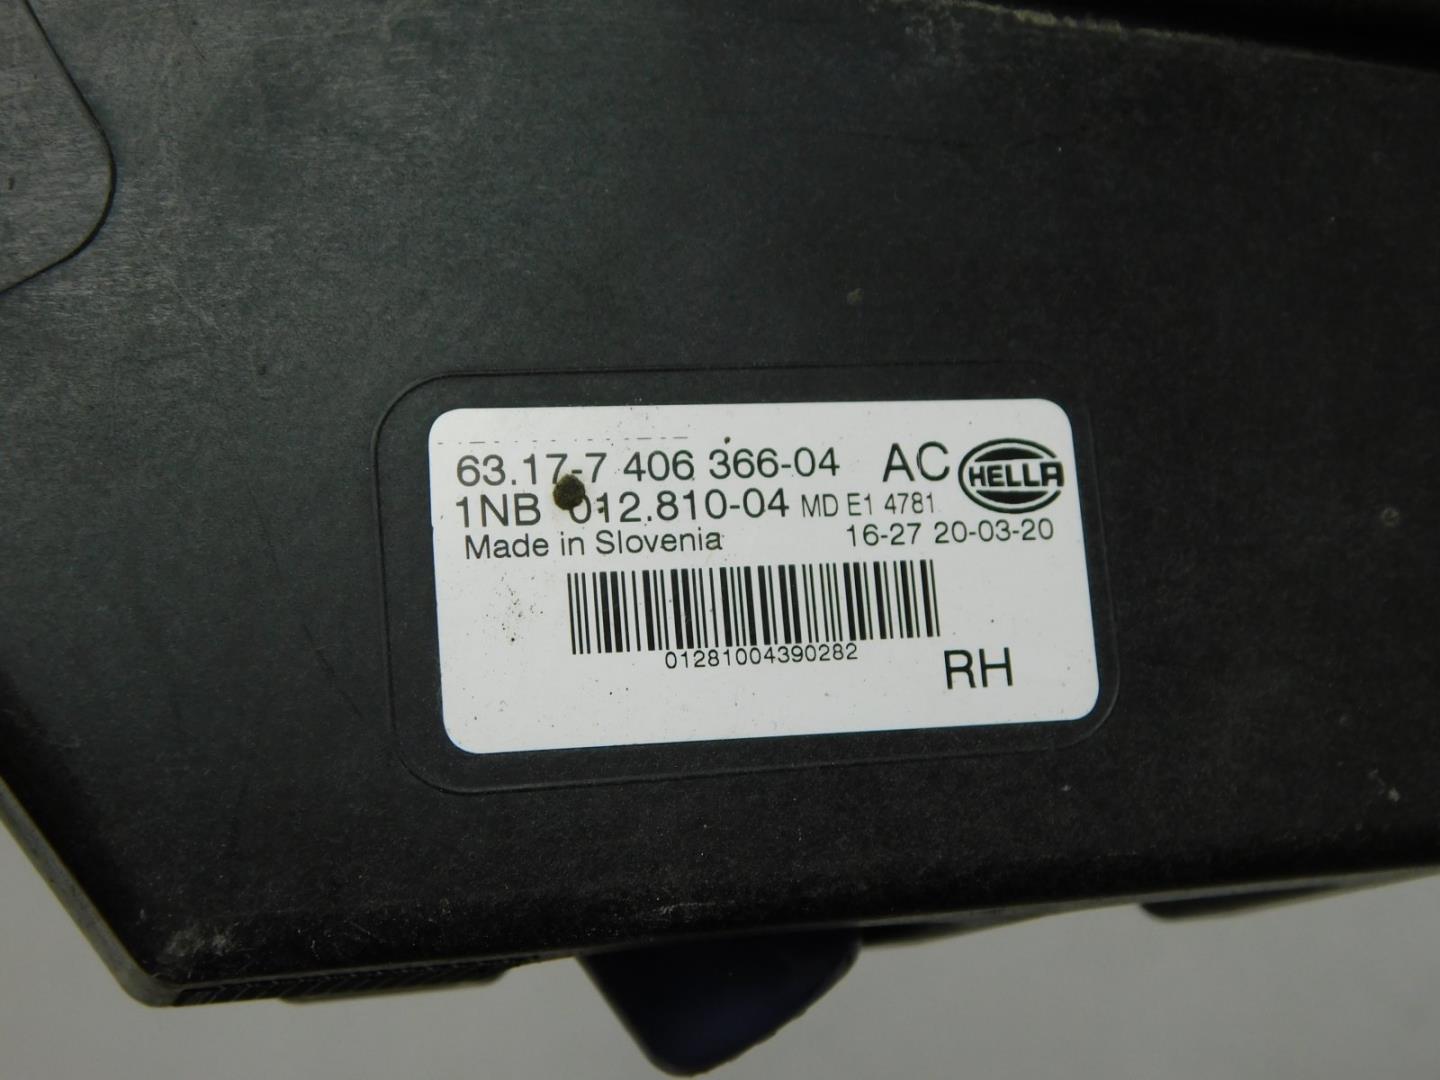 63.17-7 406 366-04 AC HELLA
1NB 012.810-04 MD E1 4781
Made in Slovenia 16-27 20-03-20
01281004390282
RH